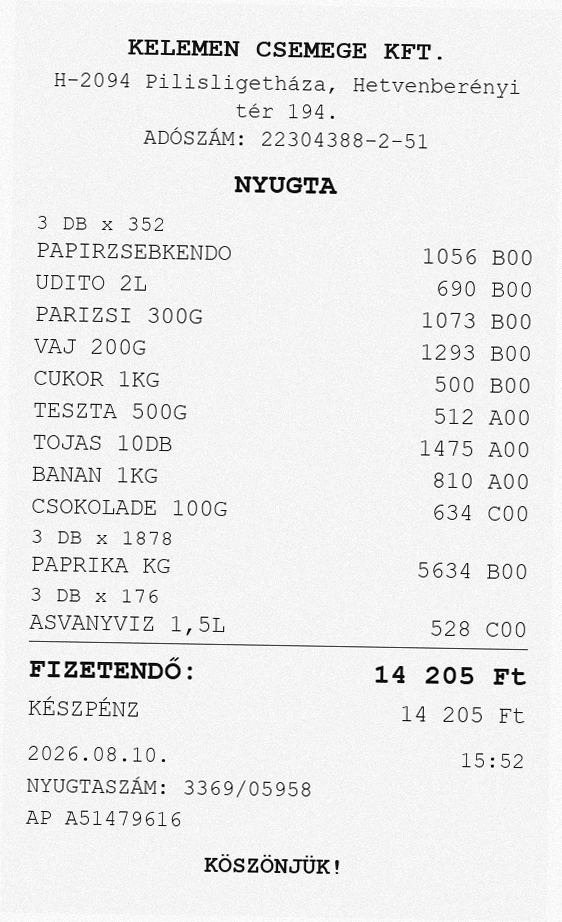 KELEMEN CSEMEGE KFT.
H-2094 Pilisligetháza, Hetvenberényi
tér 194.
ADÓSZÁM: 22304388-2-51
NYUGTA
3 DB x 352
PAPIRZSEBKENDO 1056 B00
UDITO 2L 690 B00
PARIZSI 300G 1073 B00
VAJ 200G 1293 B00
CUKOR 1KG 500 B00
TESZTA 500G 512 A00
TOJAS 10DB 1475 A00
BANAN 1KG 810 A00
CSOKOLADE 100G 634 C00
3 DB x 1878
PAPRIKA KG 5634 B00
3 DB x 176
ASVANYVIZ 1,5L 528 C00
FIZETENDŐ: 14 205 Ft
KÉSZPÉNZ 14 205 Ft
2026.08.10. 15:52
NYUGTASZÁM: 3369/05958
AP A51479616
KÖSZÖNJÜK!